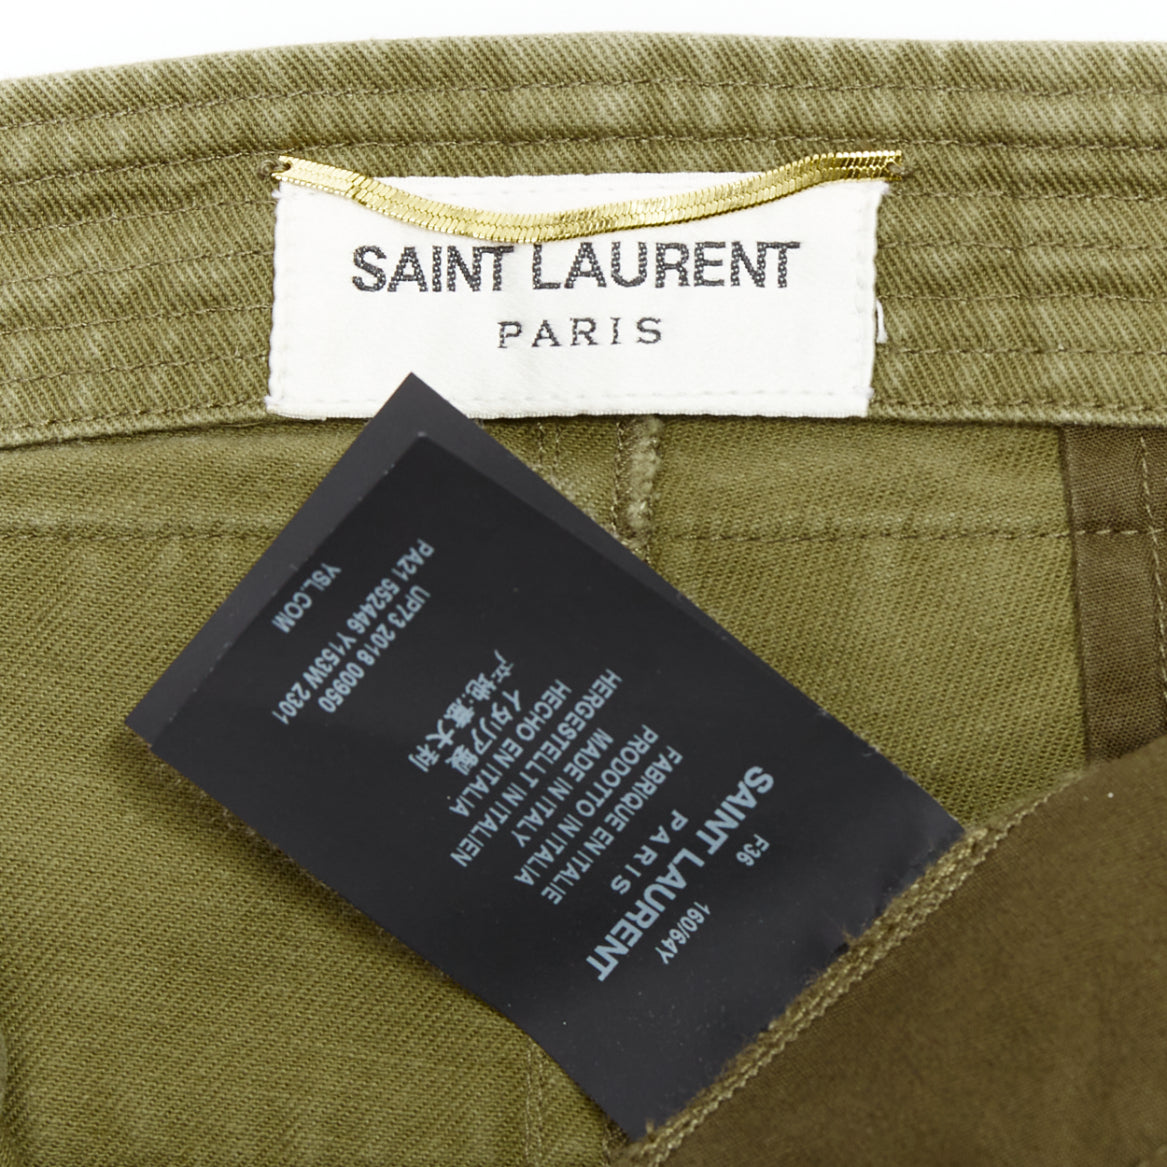 SAINT LAURENT
PARIS
F36
160/64Y
SAINT LAURENT
PARIS
FABRIQUE EN ITALIE
PRODOTTO IN ITALIA
MADE IN ITALY
HERGESTELLT IN ITALIEN
HECHO EN ITALIA
イタリア製
产地:意大利
UP73 2018 00950
PA21 552446 Y153W 2301
YSL.COM